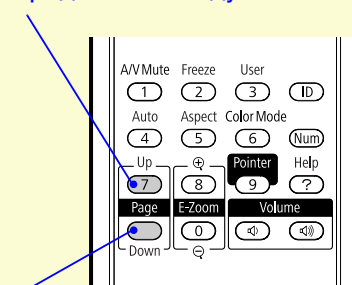 A/V Mute Freeze User
1 2 3 ID
Auto Aspect Color Mode
4 5 6 Num
Up Pointer Help
7 8 9 ?
Page E-Zoom Volume
0
Down